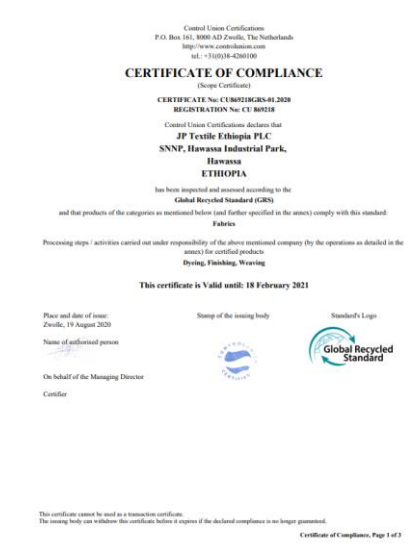 Control Union Certifications
P.O. Box 161, 8000 AD Zwolle, The Netherlands
http://www.controlunion.com
tel.: +31(0)38-4260100
CERTIFICATE OF COMPLIANCE
(Scope Certificate)
CERTIFICATE No: CU869218GRS-01.2020
REGISTRATION No: CU 869218
Control Union Certifications declares that
JP Textile Ethiopia PLC
SNNP, Hawassa Industrial Park,
Hawassa
ETHIOPIA
has been inspected and assessed according to the
Global Recycled Standard (GRS)
and that products of the categories as mentioned below (and further specified in the annex) comply with this standard:
Fabrics
Processing steps / activities carried out under responsibility of the above mentioned company (by the operations as detailed in the
annex) for certified products
Dyeing, Finishing, Weaving
This certificate is Valid until: 18 February 2021
Place and date of issue:
Zwolle, 19 August 2020
Stamp of the issuing body
Standard's Logo
Name of authorised person
Global Recycled
Standard
On behalf of the Managing Director
Certifier
This certificate cannot be used as a transaction certificate.
The issuing body can withdraw this certificate before it expires if the declared compliance is no longer guaranteed.
Certificate of Compliance, Page 1 of 3